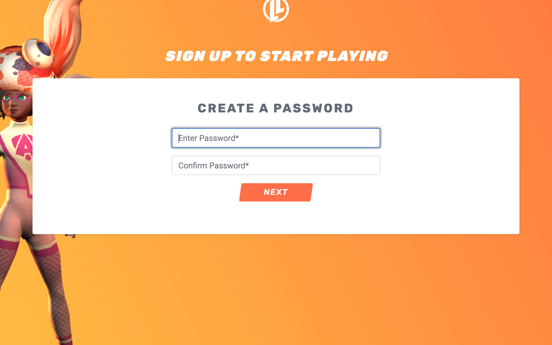 SIGN UP TO START PLAYING
CREATE A PASSWORD
Enter Password*
Confirm Password*
NEXT